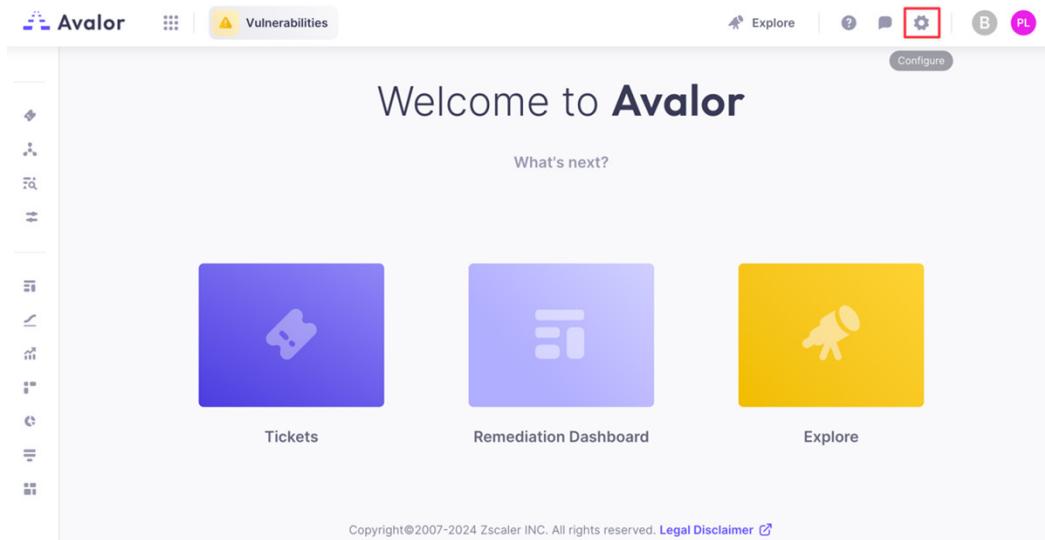 Avalor
Vulnerabilities
Explore
B
PL
Configure
Welcome to Avalor
What's next?
Tickets
Remediation Dashboard
Explore
Copyright©2007-2024 Zscaler INC. All rights reserved. Legal Disclaimer